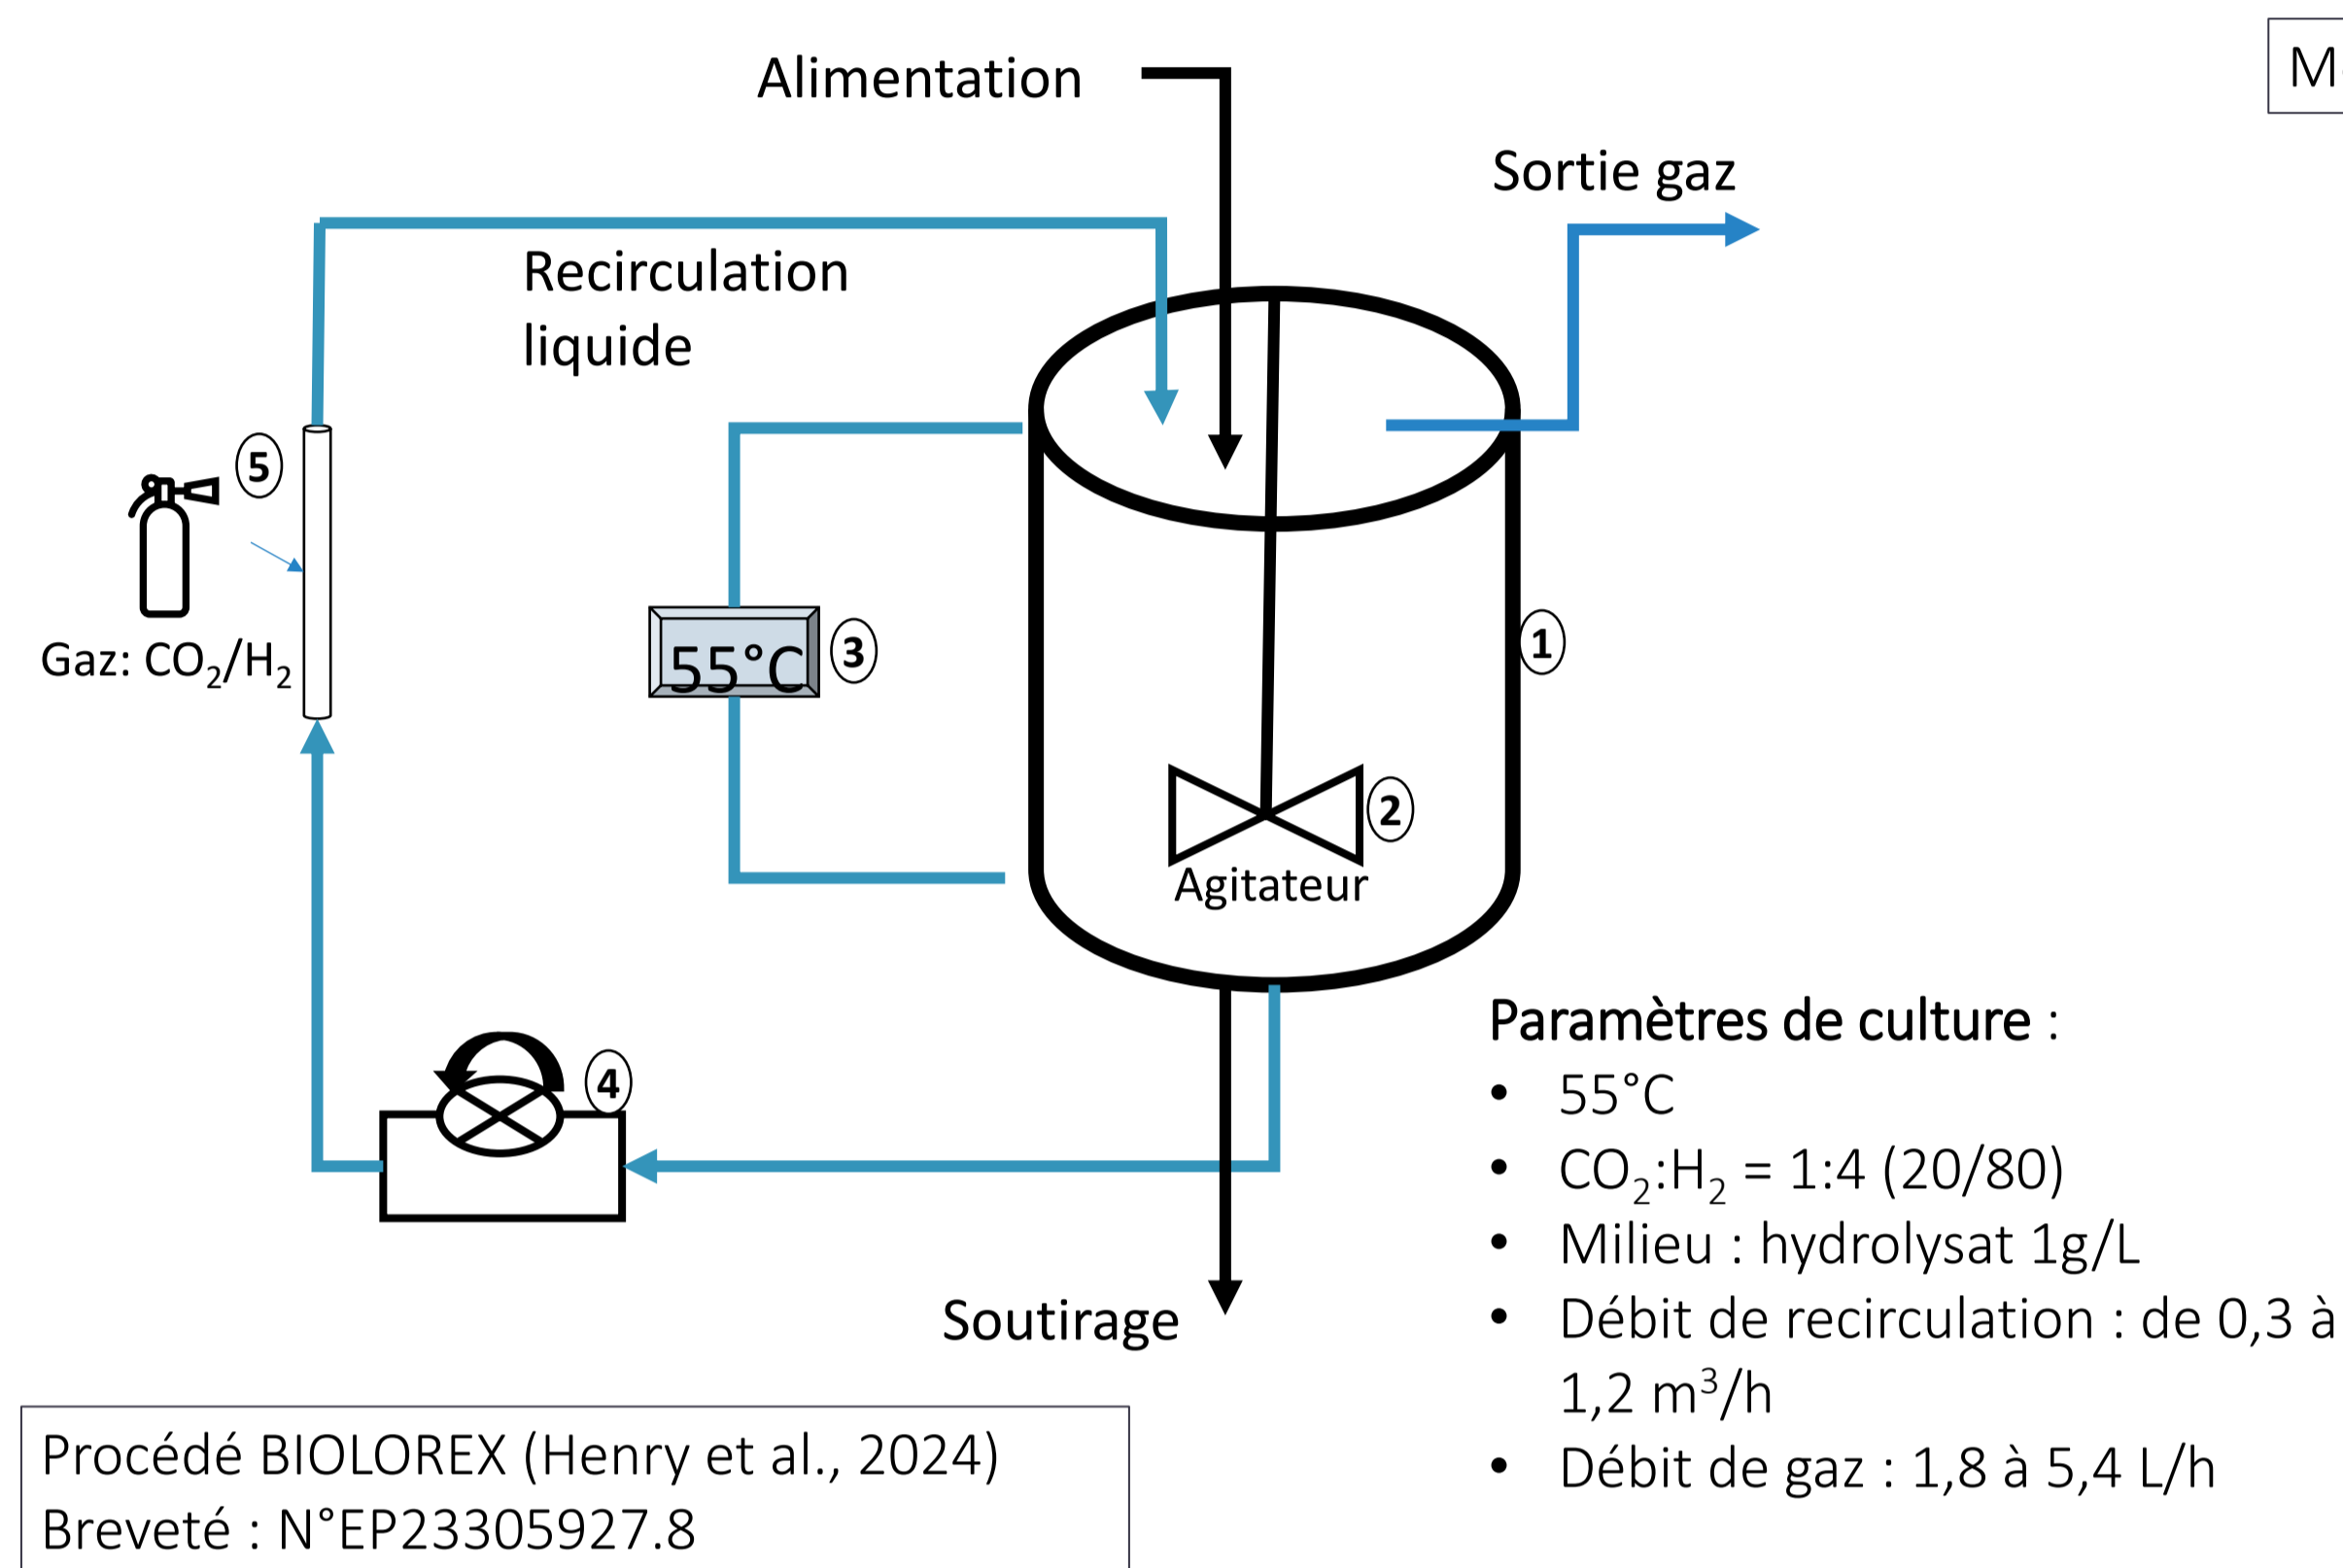 Alimentation
Sortie gaz
Recirculation
liquide
5
Gaz: CO₂/H₂
55°C
3
1
2
Agitateur
4
Soutirage
Paramètres de culture :
• 55°C
• CO₂:H₂ = 1:4 (20/80)
• Milieu : hydrolysat 1g/L
• Débit de recirculation : de 0,3 à
1,2 m³/h
• Débit de gaz : 1,8 à 5,4 L/h
Procédé BIOLOREX (Henry et al., 2024)
Breveté : N°EP23305927.8